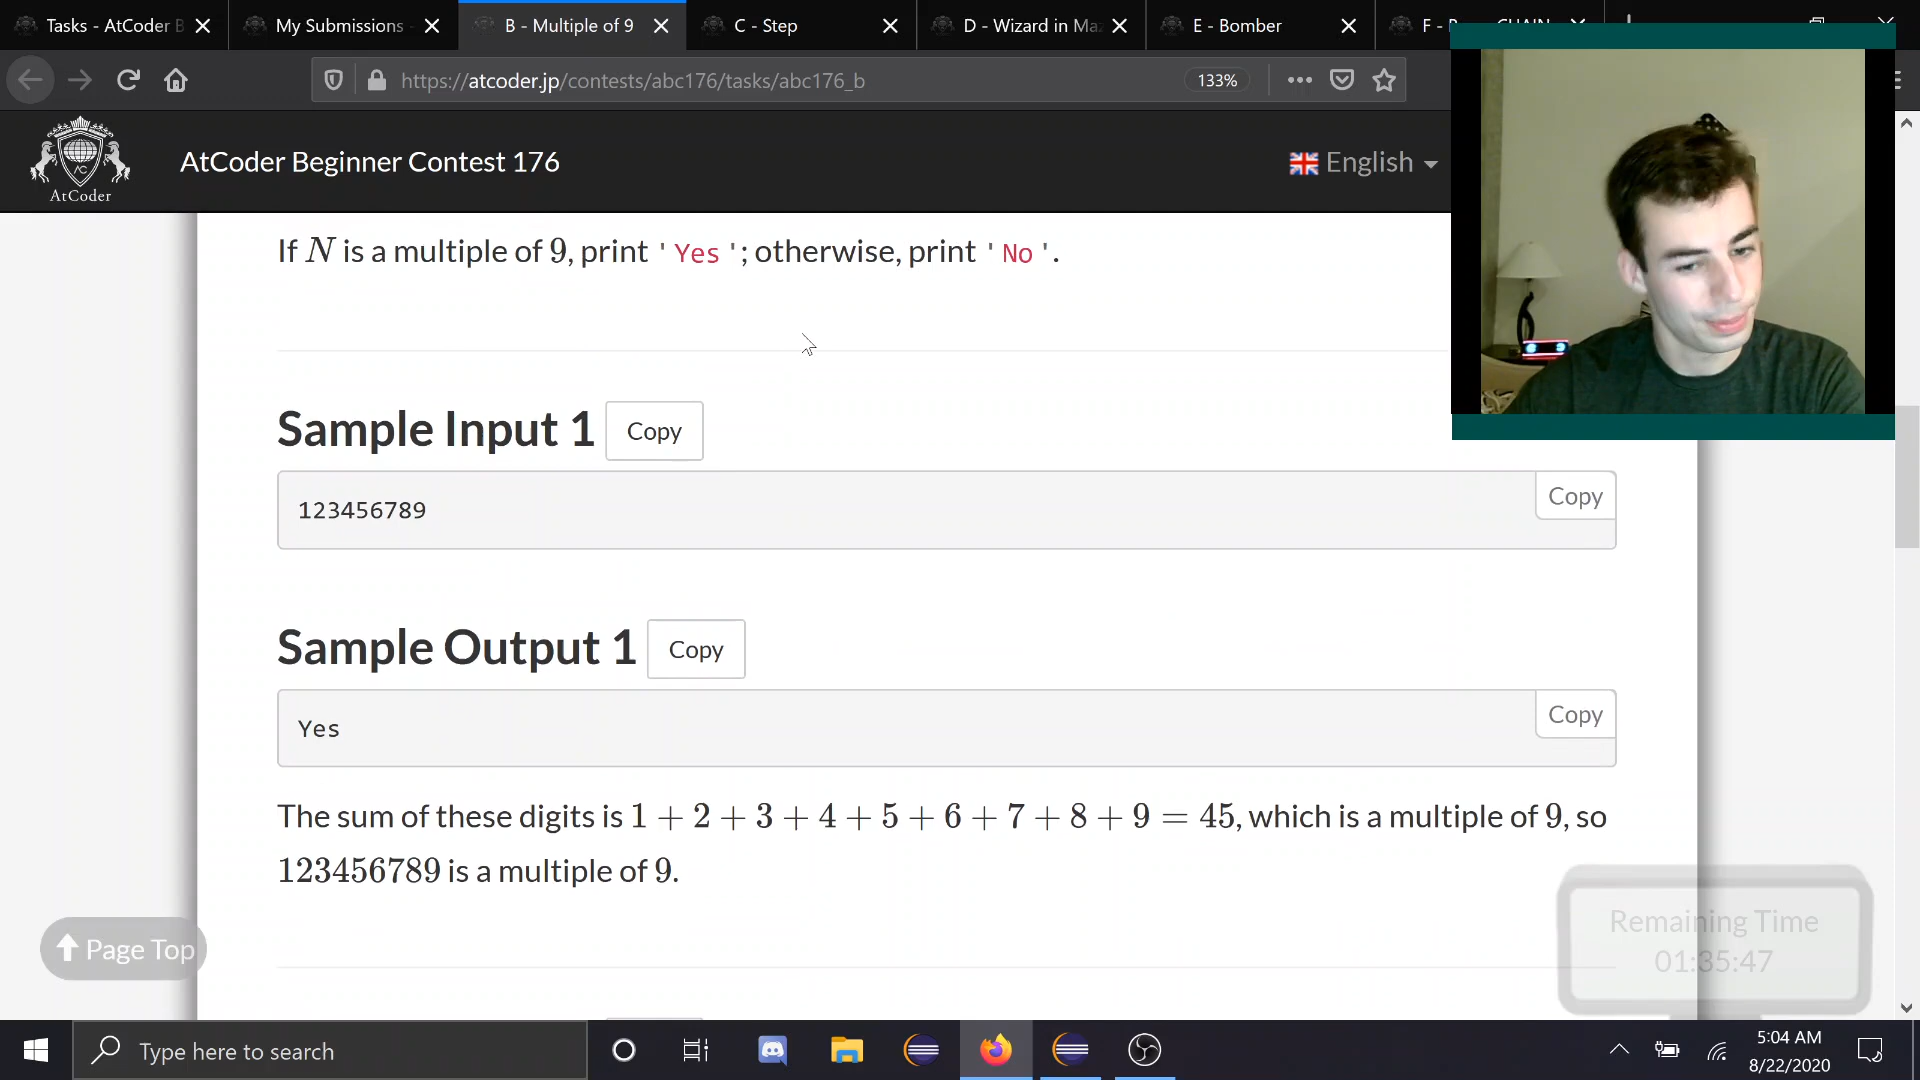 Tasks - AtCoder B
My Submissions -
B - Multiple of 9
C - Step
D - Wizard in Ma
E - Bomber
https://atcoder.jp/contests/abc176/tasks/abc176_b
133%
AtCoder
AtCoder Beginner Contest 176
English
If N is a multiple of 9, print 'Yes'; otherwise, print 'No'.
Sample Input 1 Copy
123456789
Copy
Sample Output 1 Copy
Yes
Copy
The sum of these digits is 1 + 2 + 3 + 4 + 5 + 6 + 7 + 8 + 9 = 45, which is a multiple of 9, so
123456789 is a multiple of 9.
Page Top
Remaining Time
01:35:47
Type here to search
5:04 AM
8/22/2020